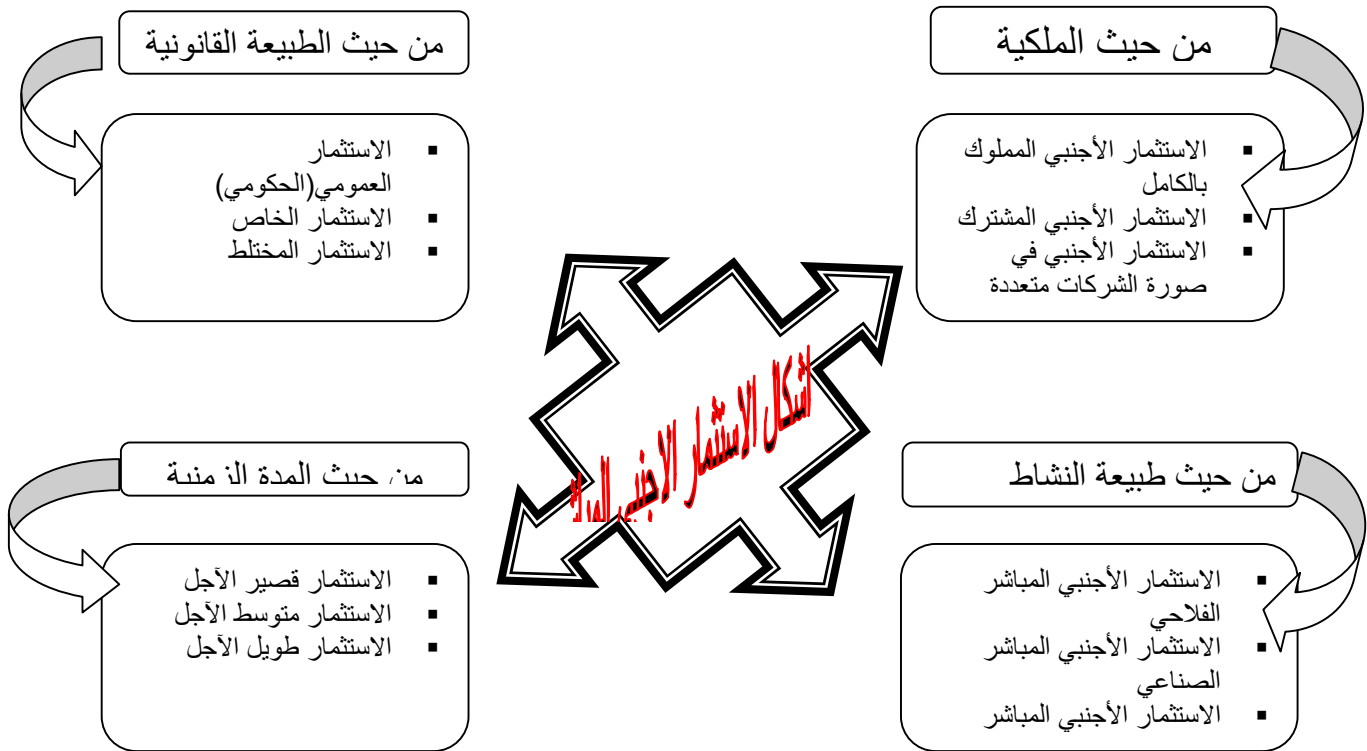 من حيث الملكية
الاستثمار الأجنبي المملوك
بالكامل
الاستثمار الأجنبي المشترك
الاستثمار الأجنبي في
صورة الشركات متعددة
من حيث الطبيعة القانونية
الاستثمار
العمومي(الحكومي)
الاستثمار الخاص
الاستثمار المختلط
اشكال الاستثمار الاجنبي
من حيث طبيعة النشاط
الاستثمار الأجنبي المباشر
الفلاحي
الاستثمار الأجنبي المباشر
الصناعي
الاستثمار الأجنبي المباشر
من حيث المدة الزمنية
الاستثمار قصير الآجل
الاستثمار متوسط الآجل
الاستثمار طويل الآجل